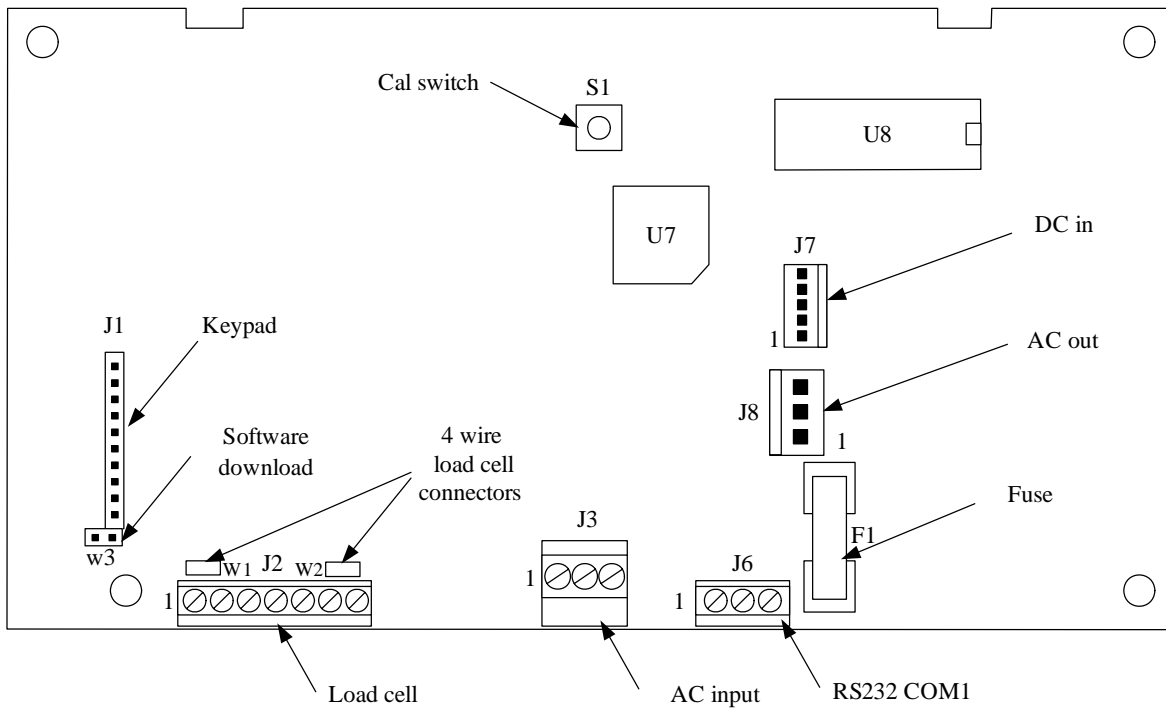 S1
Cal switch
U8
U7
DC in
J7
1
J1
Keypad
AC out
J8
1
Software
download
4 wire
load cell
connectors
Fuse
F1
J3
1
w3
W1
J2
W2
1
J6
1
Load cell
AC input
RS232 COM1